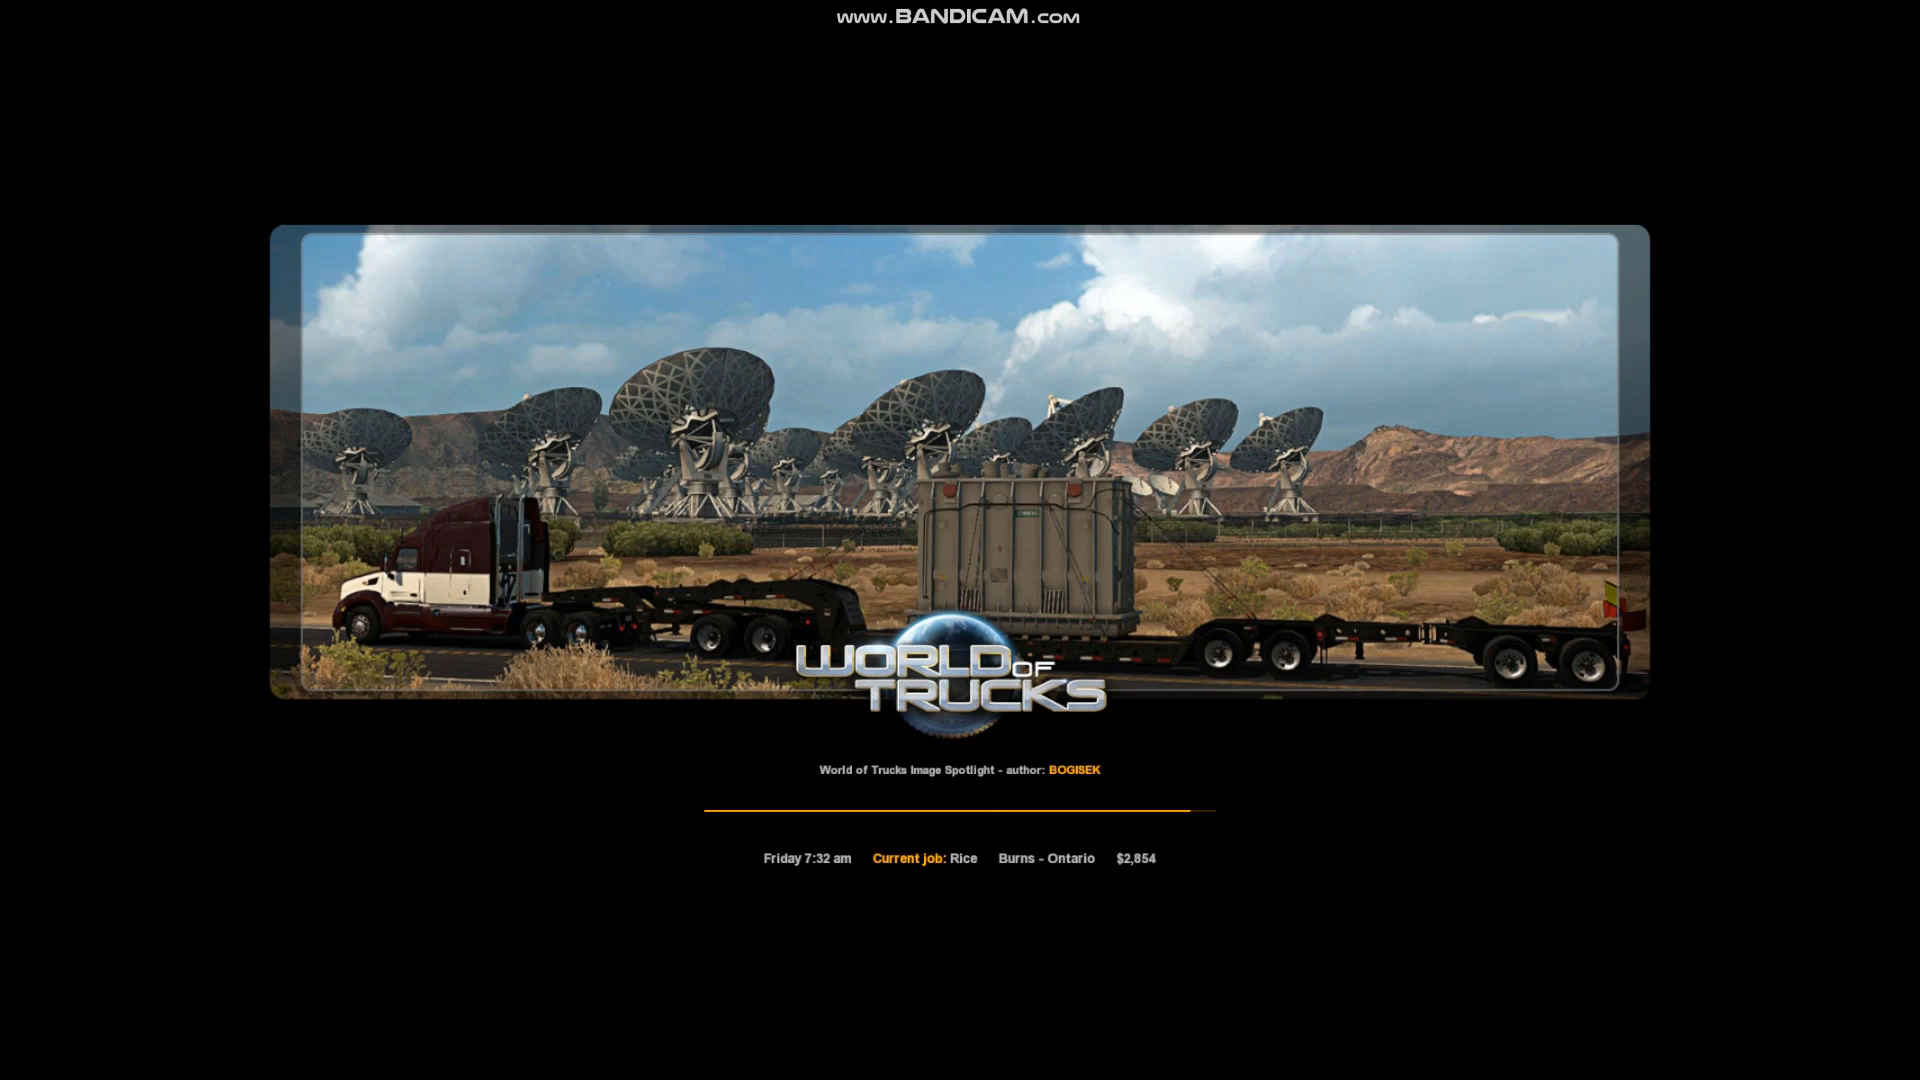 www.BANDICAM.com
WORLD OF
TRUCKS
World of Trucks Image Spotlight - author: BOGISEK
Friday 7:32 am Current job: Rice Burns - Ontario $2,854